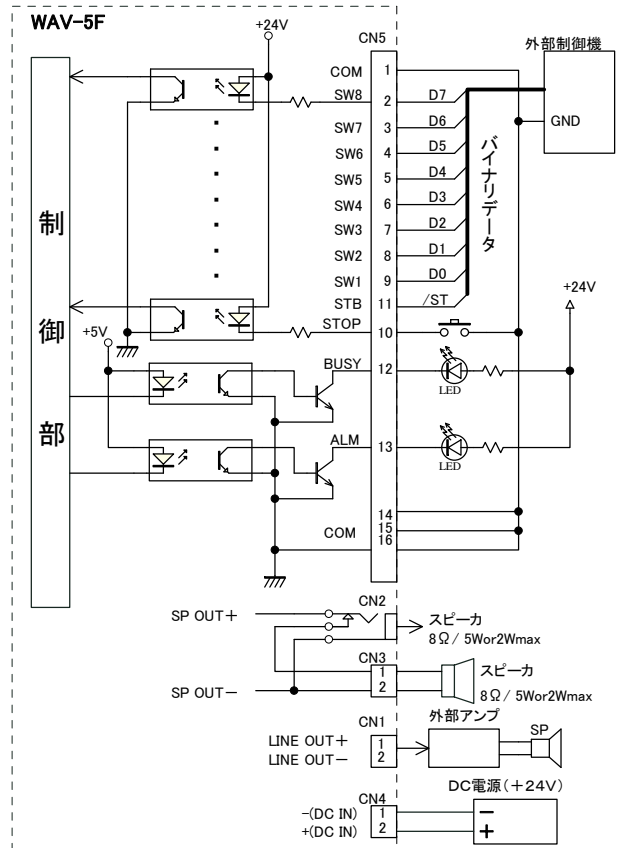 WAV-5F
+24V
CN5
外部制御機
COM 1
SW8 2 D7
GND
SW7 3 D6
SW6 4 D5
SW5 5 D4
SW4 6 D3
SW3 7 D2
SW2 8 D1
SW1 9 D0
バイナリデータ
STB 11 /ST
+24V
STOP 10
制御部
+5V
BUSY 12
LED
ALM 13
LED
14
15
COM 16
CN2
SP OUT+
スピーカ
8Ω/ 5Wor2Wmax
CN3
1
スピーカ
SP OUT- 2
8Ω/ 5Wor2Wmax
CN1
外部アンプ
SP
LINE OUT+ 1
LINE OUT- 2
DC電源(+24V)
CN4
-(DC IN) 1 -
+(DC IN) 2 +